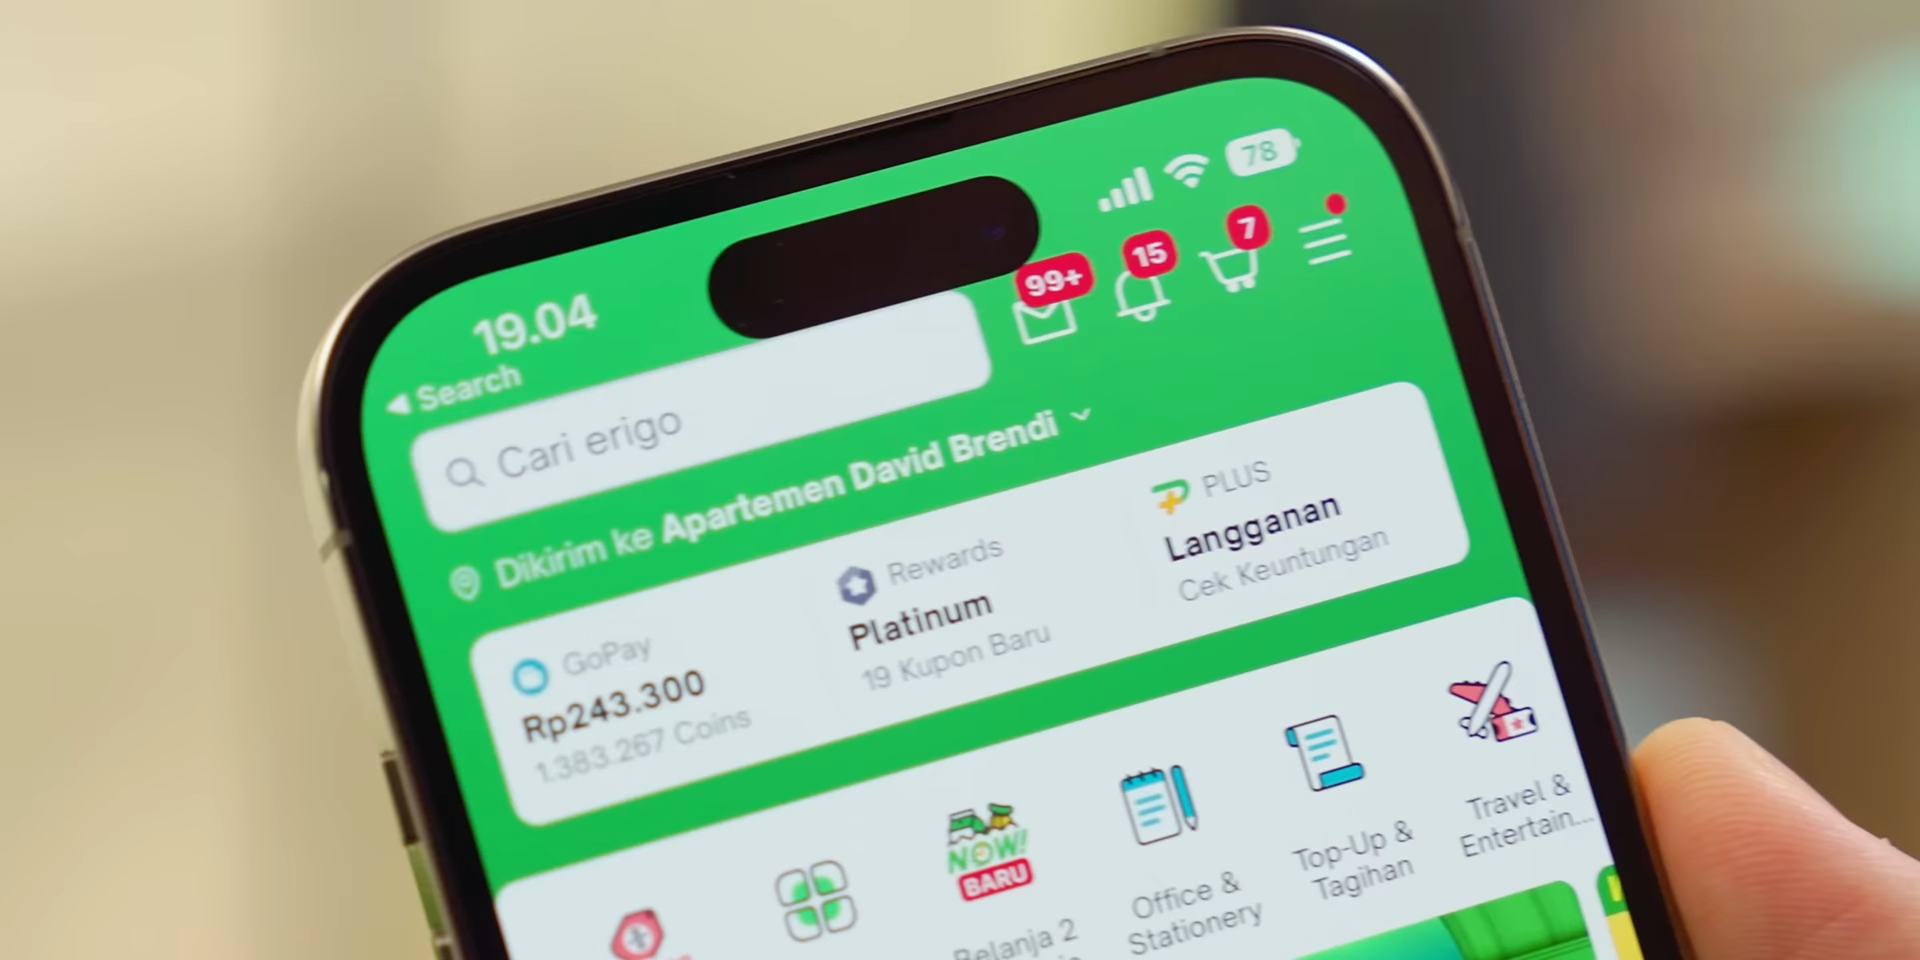 19.04
78
Search
99+
15
7
Cari erigo
Dikirim ke Apartemen David Brendi
GoPay
Rp243.300
1.383.267 Coins
Rewards
Platinum
19 Kupon Baru
PLUS
Langganan
Cek Keuntungan
NOW!
BARU
Belanja 2
Office &
Stationery
Top-Up &
Tagihan
Travel &
Entertain...